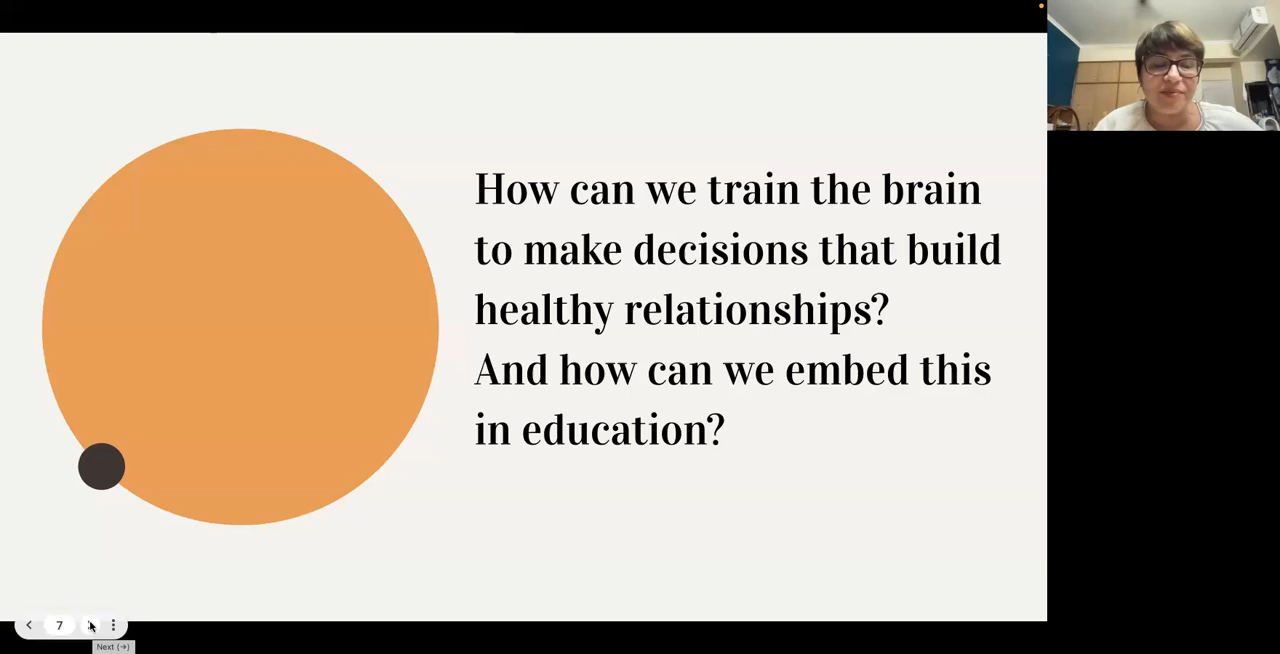 How can we train the brain
to make decisions that build
healthy relationships?
And how can we embed this
in education?
7
Next (→)